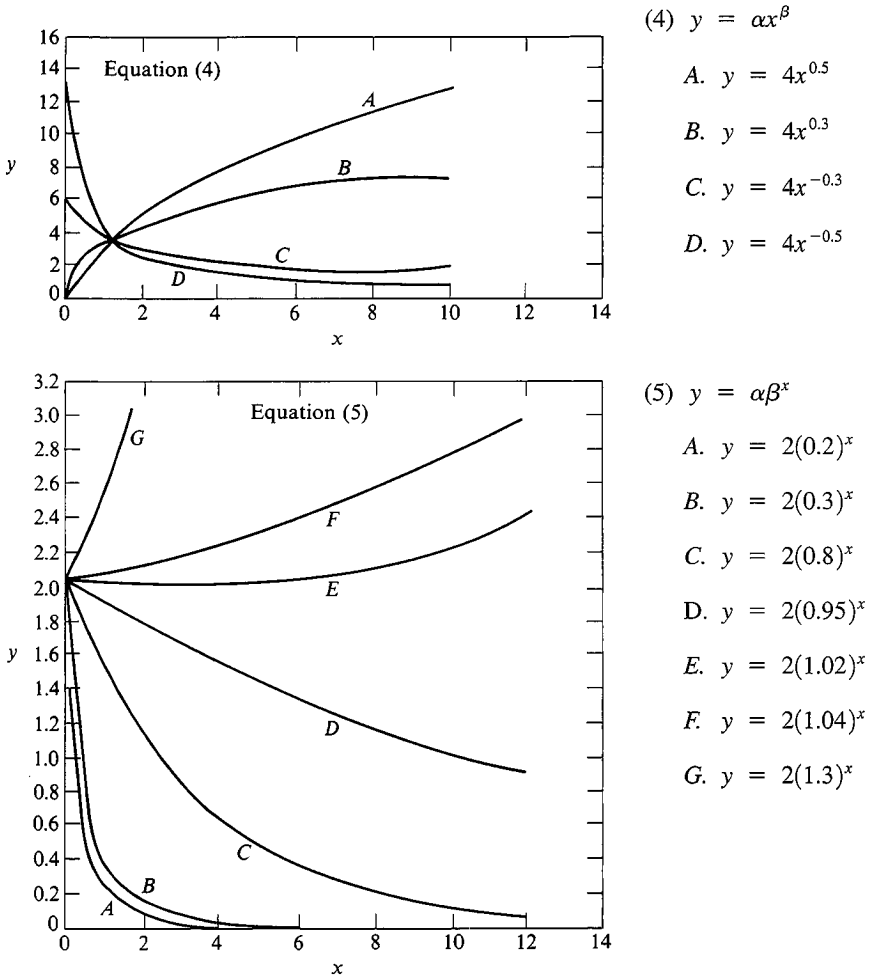 16
14
12
10
8
6
4
2
0
y
Equation (4)
A
B
C
D
0 2 4 6 8 10 12 14
x
(4) y = αx^β
A. y = 4x^0.5
B. y = 4x^0.3
C. y = 4x^−0.3
D. y = 4x^−0.5
3.2
3.0
2.8
2.6
2.4
2.2
2.0
1.8
1.6
1.4
1.2
1.0
0.8
0.6
0.4
0.2
0
y
Equation (5)
G
F
E
D
C
B
A
0 2 4 6 8 10 12 14
x
(5) y = αβ^x
A. y = 2(0.2)^x
B. y = 2(0.3)^x
C. y = 2(0.8)^x
D. y = 2(0.95)^x
E. y = 2(1.02)^x
F. y = 2(1.04)^x
G. y = 2(1.3)^x